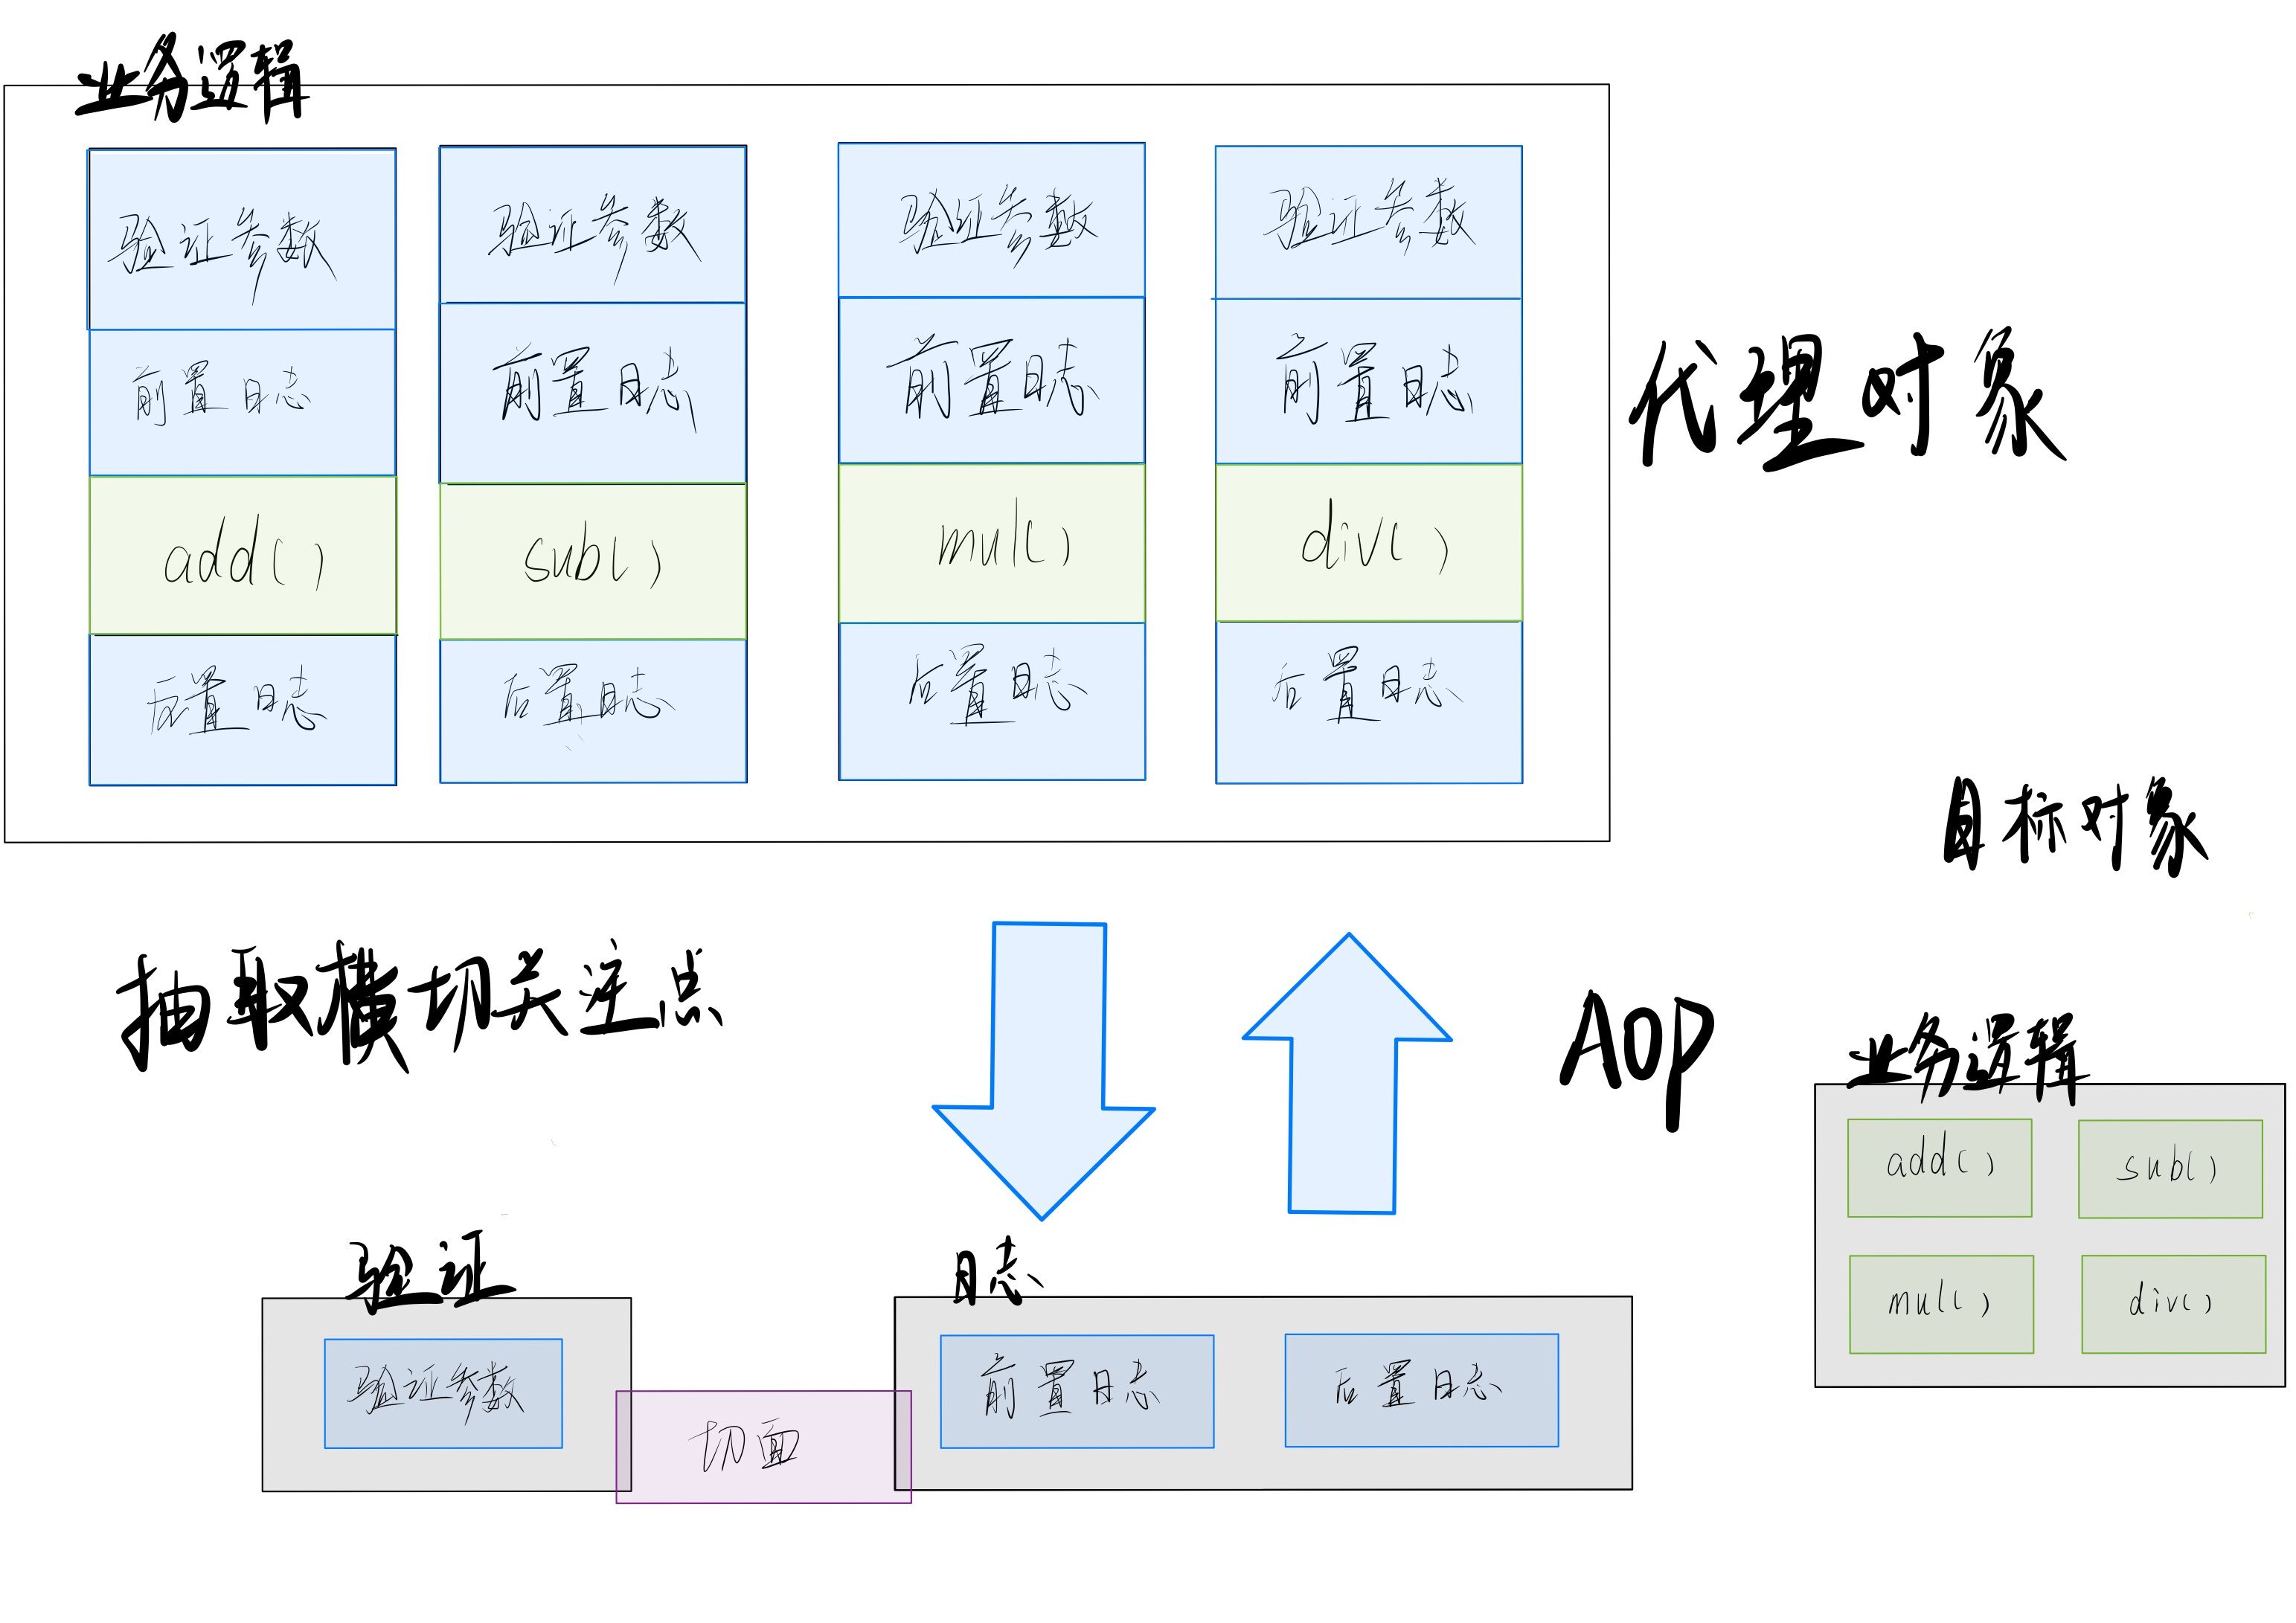 业务逻辑
验证参数 验证参数 验证参数 验证参数
前置日志 前置日志 前置日志 前置日志
add() sub() mul() div()
后置日志 后置日志 后置日志 后置日志
代理对象
目标对象
抽取横切关注点
AOP
业务逻辑
add() sub()
mul() div()
验证
验证参数
切面
日志
前置日志 后置日志